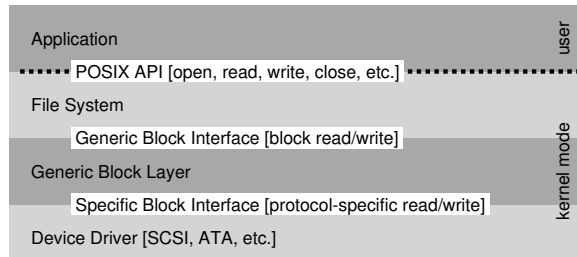 Application
user
POSIX API [open, read, write, close, etc.]
File System
Generic Block Interface [block read/write]
kernel mode
Generic Block Layer
Specific Block Interface [protocol-specific read/write]
Device Driver [SCSI, ATA, etc.]